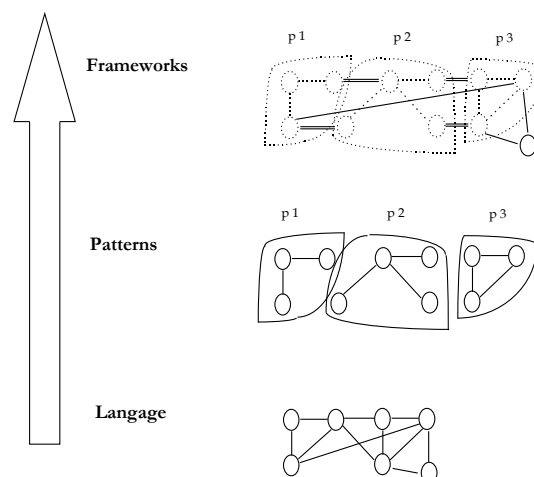 p 1 p 2 p 3
Frameworks
p 1 p 2 p 3
Patterns
Langage